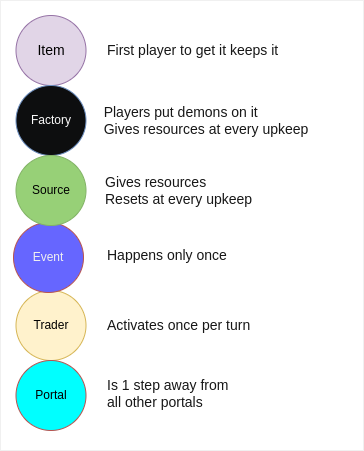 Item
First player to get it keeps it
Factory
Players put demons on it
Gives resources at every upkeep
Source
Gives resources
Resets at every upkeep
Event
Happens only once
Trader
Activates once per turn
Portal
Is 1 step away from
all other portals